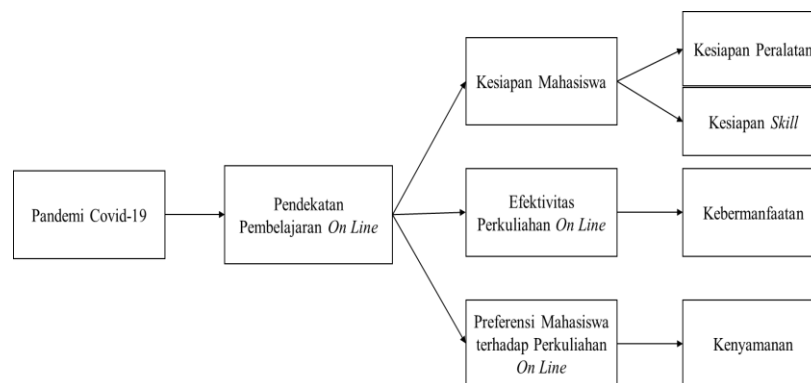 Pandemi Covid-19
Pendekatan
Pembelajaran On Line
Kesiapan Mahasiswa
Kesiapan Peralatan
Kesiapan Skill
Efektivitas
Perkuliahan On Line
Kebermanfaatan
Preferensi Mahasiswa
terhadap Perkuliahan
On Line
Kenyamanan